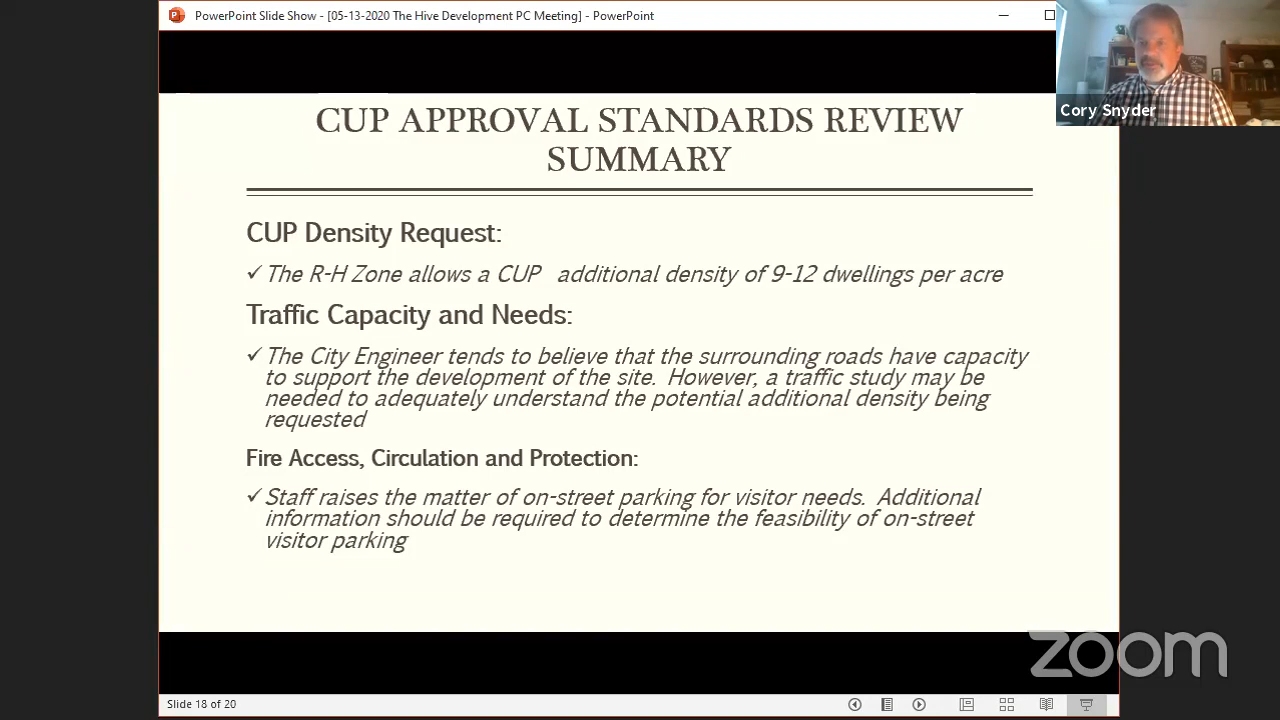 PowerPoint Slide Show - [05-13-2020 The Hive Development PC Meeting] - PowerPoint
Cory Snyder
CUP APPROVAL STANDARDS REVIEW
SUMMARY
CUP Density Request:
✓ The R-H Zone allows a CUP additional density of 9-12 dwellings per acre
Traffic Capacity and Needs:
✓ The City Engineer tends to believe that the surrounding roads have capacity
to support the development of the site. However, a traffic study may be
needed to adequately understand the potential additional density being
requested
Fire Access, Circulation and Protection:
✓ Staff raises the matter of on-street parking for visitor needs. Additional
information should be required to determine the feasibility of on-street
visitor parking
zoom
Slide 18 of 20